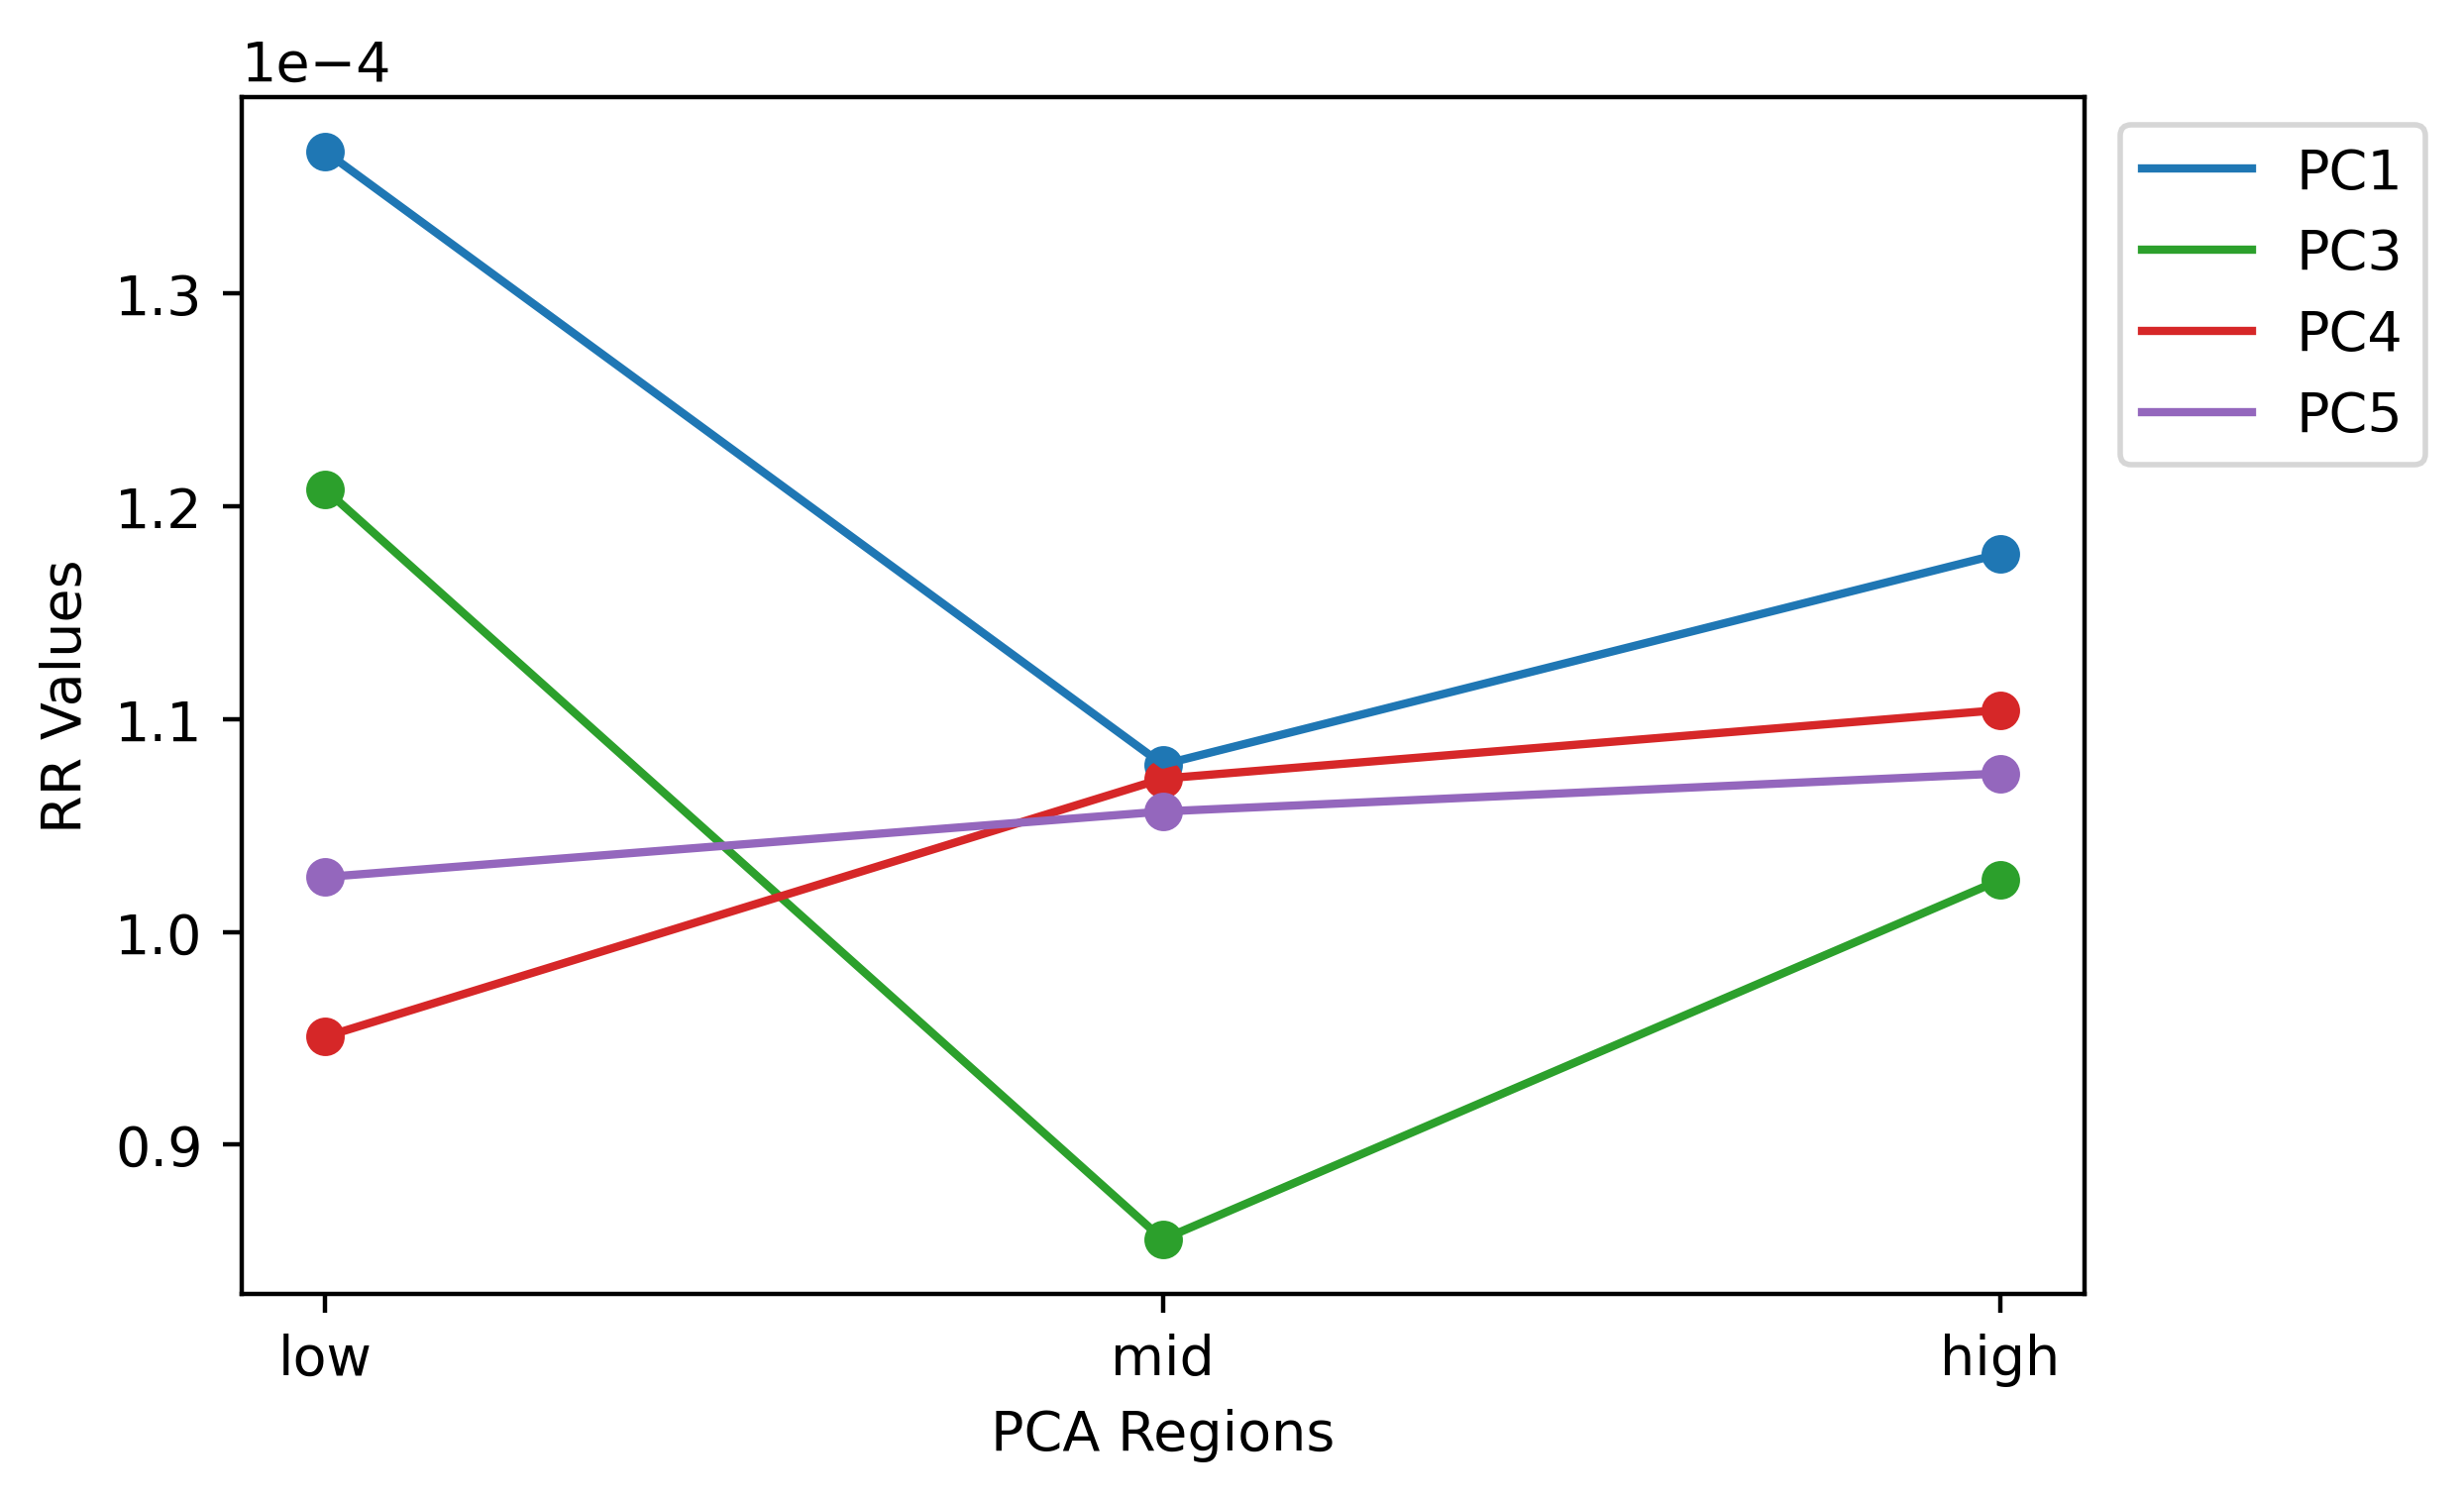 1e−4
1.3
1.2
1.1
1.0
0.9
RR Values
low
mid
high
PCA Regions
PC1
PC3
PC4
PC5